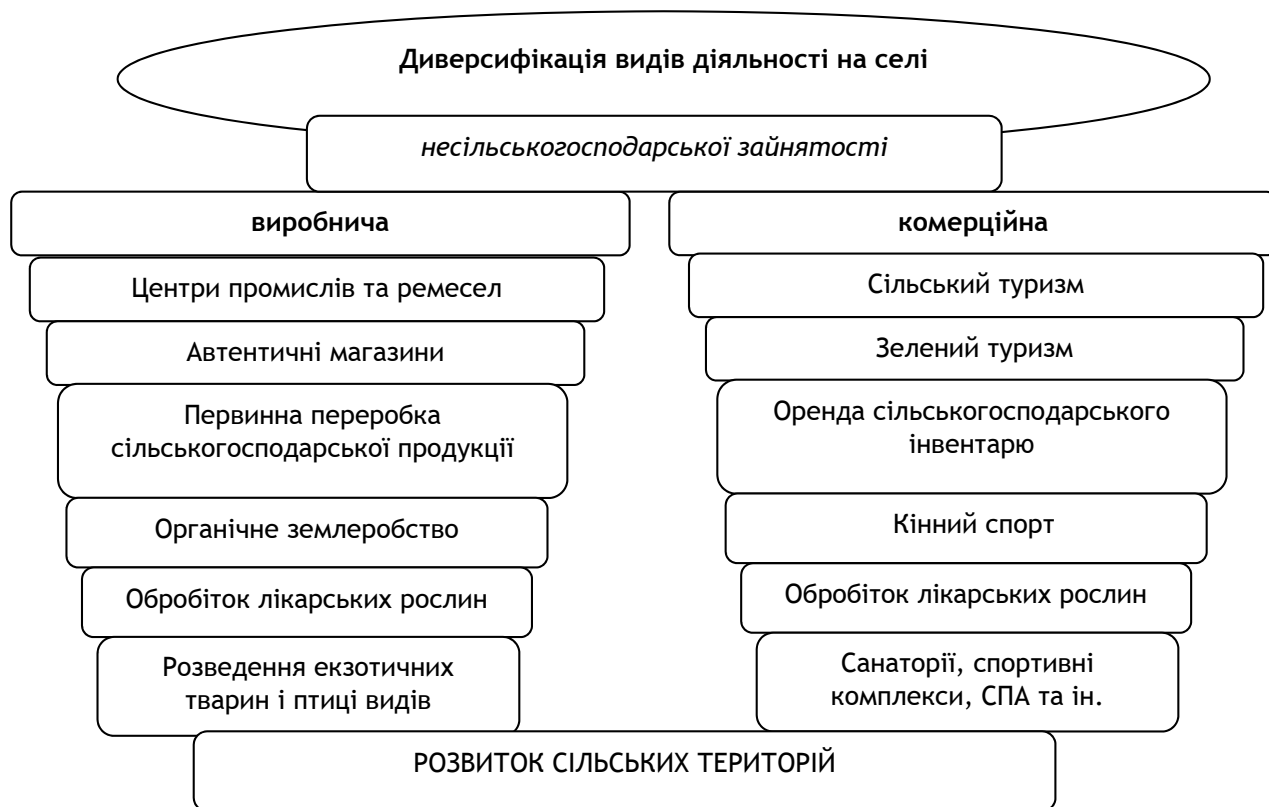 Диверсифікація видів діяльності на селі
несільськогосподарської зайнятості
виробнича
Центри промислів та ремесел
Автентичні магазини
Первинна переробка
сільськогосподарської продукції
Органічне землеробство
Обробіток лікарських рослин
Розведення екзотичних
тварин і птиці видів
комерційна
Сільський туризм
Зелений туризм
Оренда сільськогосподарського
інвентарю
Кінний спорт
Обробіток лікарських рослин
Санаторії, спортивні
комплекси, СПА та ін.
РОЗВИТОК СІЛЬСЬКИХ ТЕРИТОРІЙ